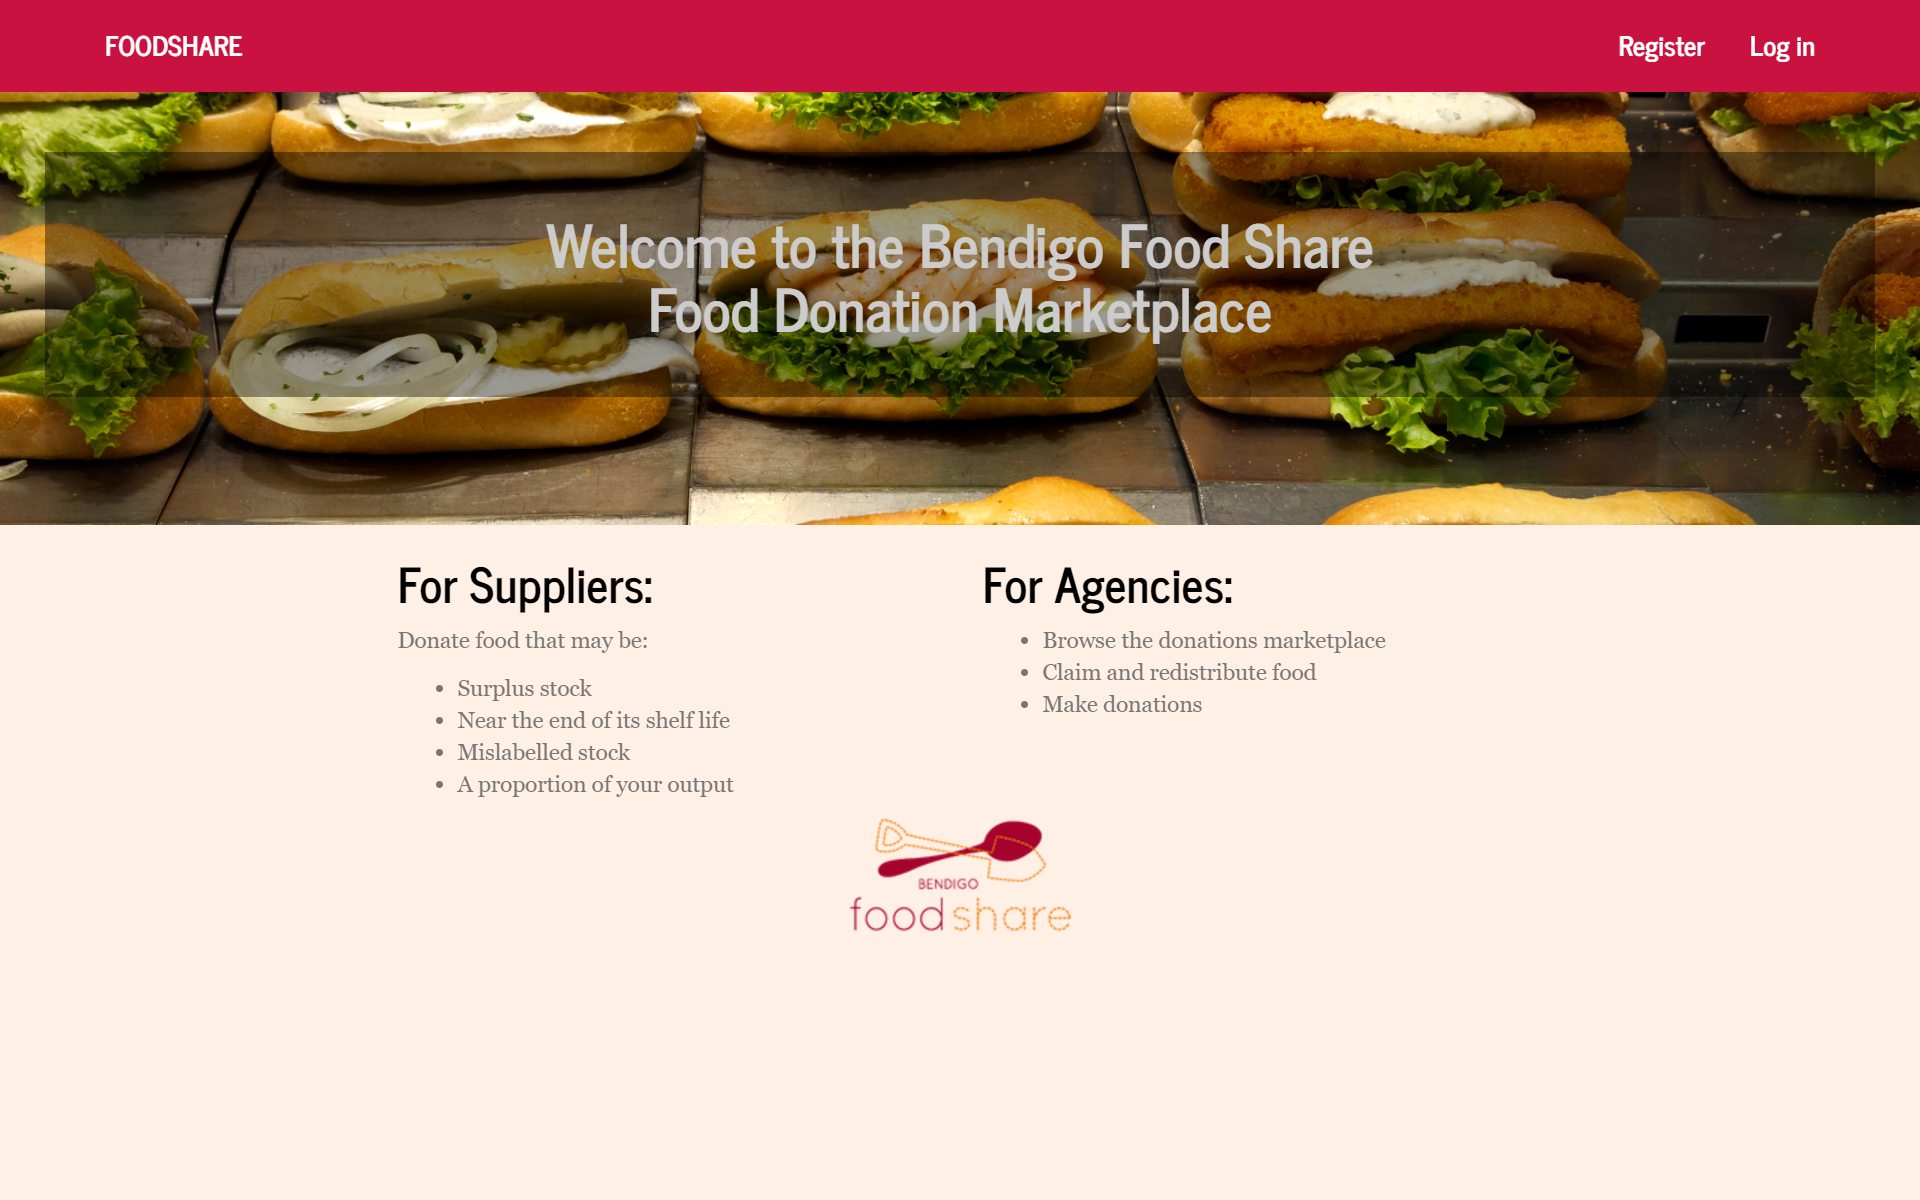 FOODSHARE
Register
Log in
Welcome to the Bendigo Food Share
Food Donation Marketplace
For Suppliers:
Donate food that may be:
Surplus stock
Near the end of its shelf life
Mislabelled stock
A proportion of your output
For Agencies:
Browse the donations marketplace
Claim and redistribute food
Make donations
BENDIGO
foodshare